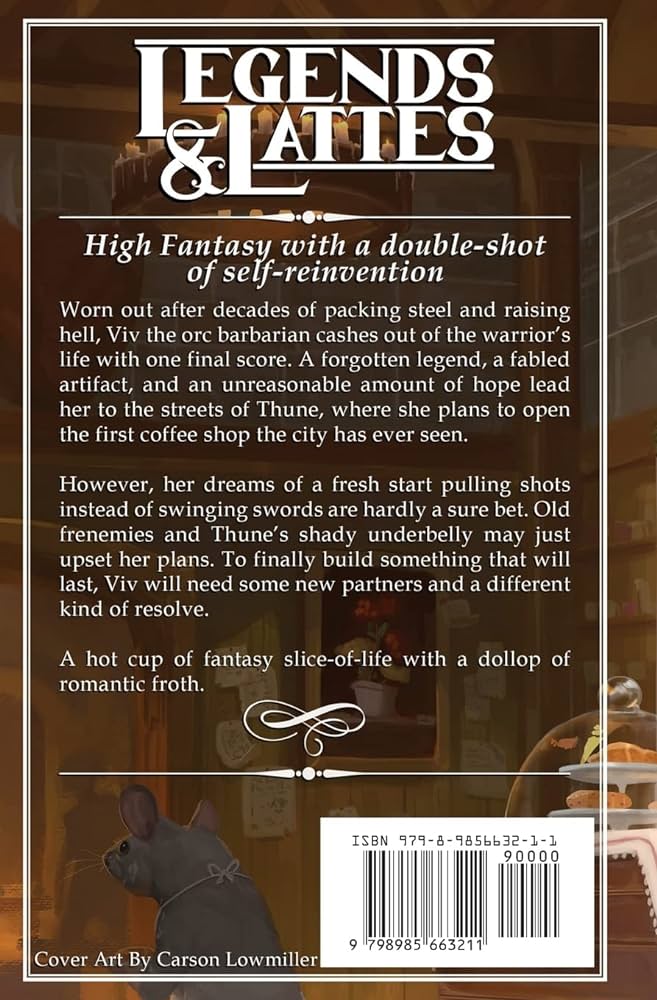 LEGENDS
& LATTES
High Fantasy with a double-shot
of self-reinvention
Worn out after decades of packing steel and raising
hell, Viv the orc barbarian cashes out of the warrior's
life with one final score. A forgotten legend, a fabled
artifact, and an unreasonable amount of hope lead
her to the streets of Thune, where she plans to open
the first coffee shop the city has ever seen.
However, her dreams of a fresh start pulling shots
instead of swinging swords are hardly a sure bet. Old
frenemies and Thune's shady underbelly may just
upset her plans. To finally build something that will
last, Viv will need some new partners and a different
kind of resolve.
A hot cup of fantasy slice-of-life with a dollop of
romantic froth.
ISBN 979-8-9856632-1-1
90000
9 798985 663211
Cover Art By Carson Lowmiller